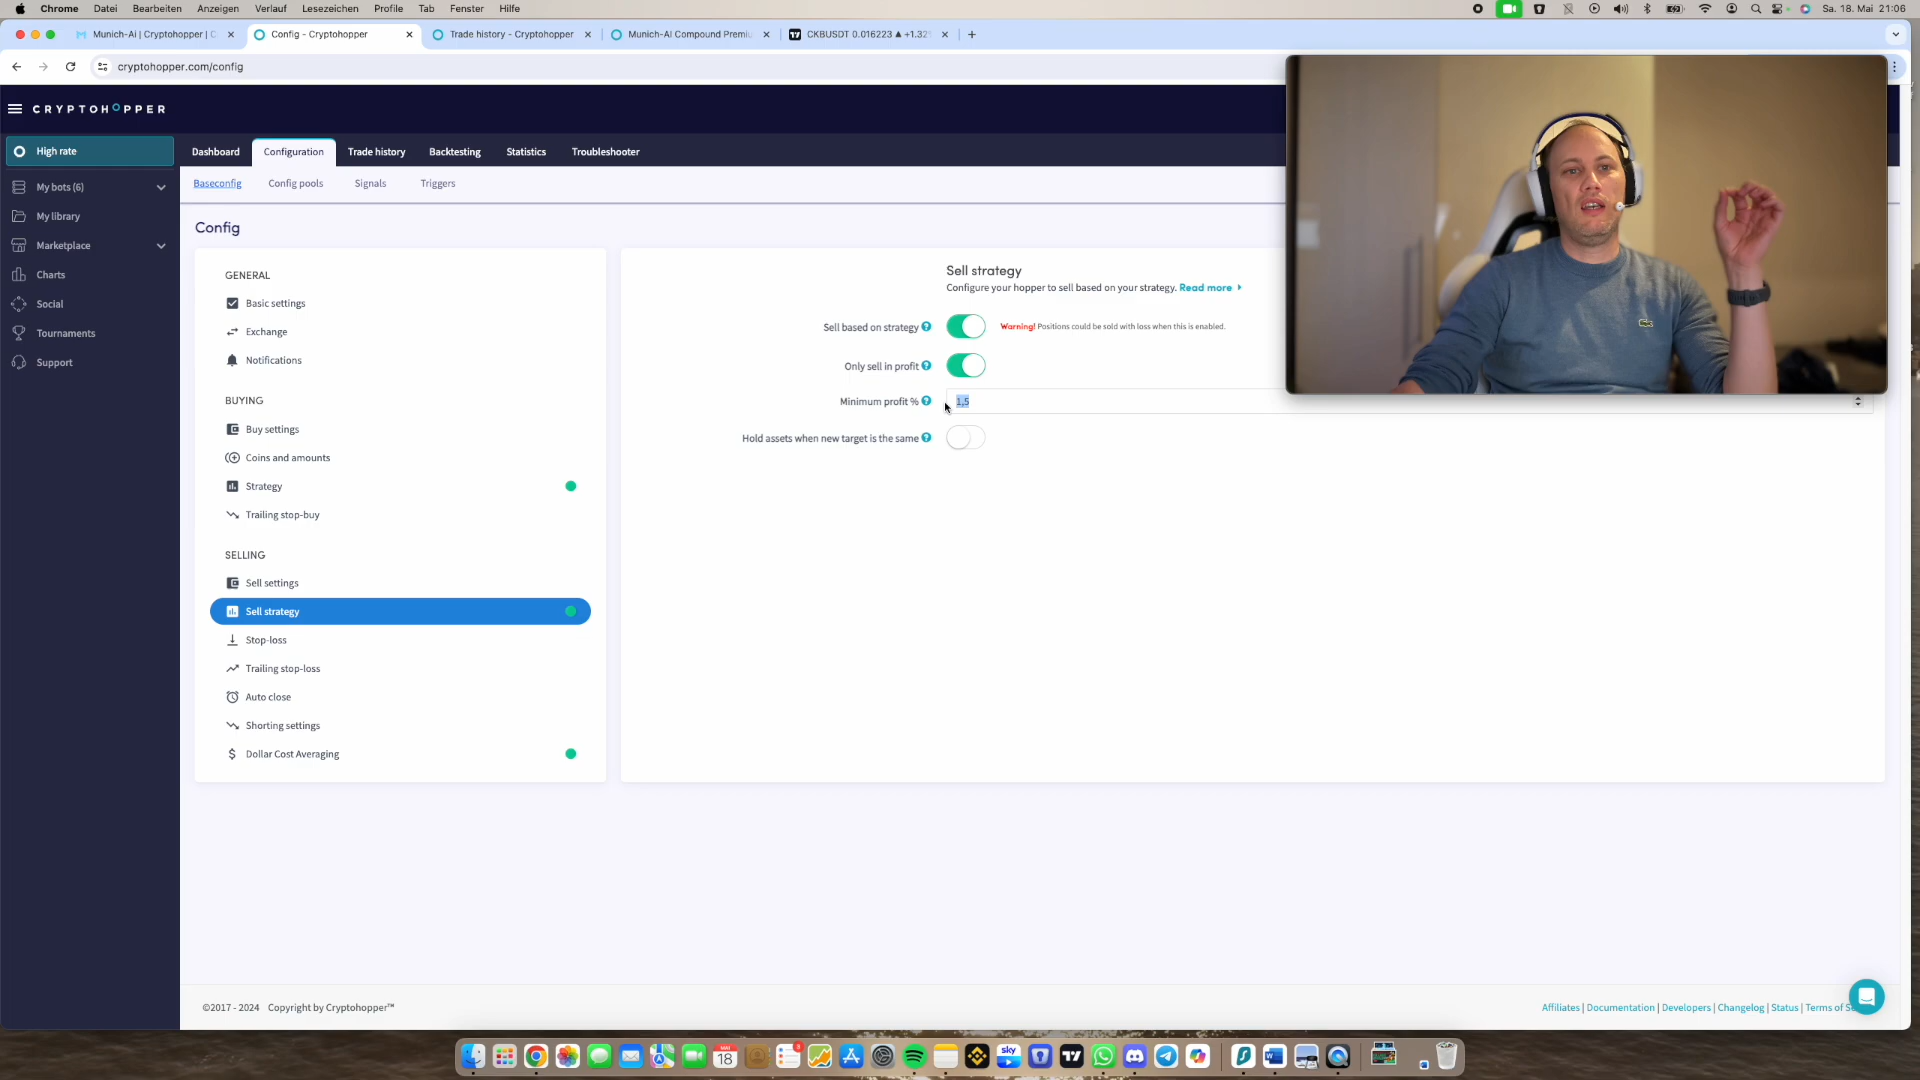 Chrome Datei Bearbeiten Anzeigen Verlauf Lesezeichen Profile Tab Fenster Hilfe Sa. 18. Mai 21:06
Munich-Ai | Cryptohopper | C Config - Cryptohopper Trade history - Cryptohopper Munich-AI Compound Premiu CKBUSDT 0.016223 ▲ +1.32
cryptohopper.com/config
CRYPTOHOPPER
High rate
My bots (6)
My library
Marketplace
Charts
Social
Tournaments
Support
Dashboard Configuration Trade history Backtesting Statistics Troubleshooter
Baseconfig Config pools Signals Triggers
Config
GENERAL
Basic settings
Exchange
Notifications
BUYING
Buy settings
Coins and amounts
Strategy
Trailing stop-buy
SELLING
Sell settings
Sell strategy
Stop-loss
Trailing stop-loss
Auto close
Shorting settings
Dollar Cost Averaging
Sell strategy
Configure your hopper to sell based on your strategy. Read more
Sell based on strategy ? Warning! Positions could be sold with loss when this is enabled.
Only sell in profit ?
Minimum profit % ? 1,5
Hold assets when new target is the same ?
©2017 - 2024 Copyright by Cryptohopper™
Affiliates | Documentation | Developers | Changelog | Status | Terms of
MAI
18
sky